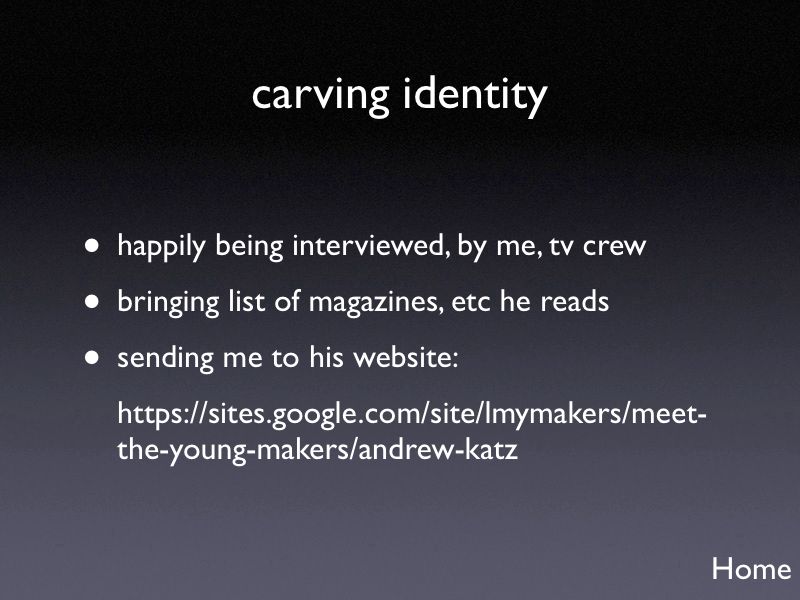 carving identity
• happily being interviewed, by me, tv crew
• bringing list of magazines, etc he reads
• sending me to his website:
https://sites.google.com/site/lmymakers/meet-
the-young-makers/andrew-katz
Home